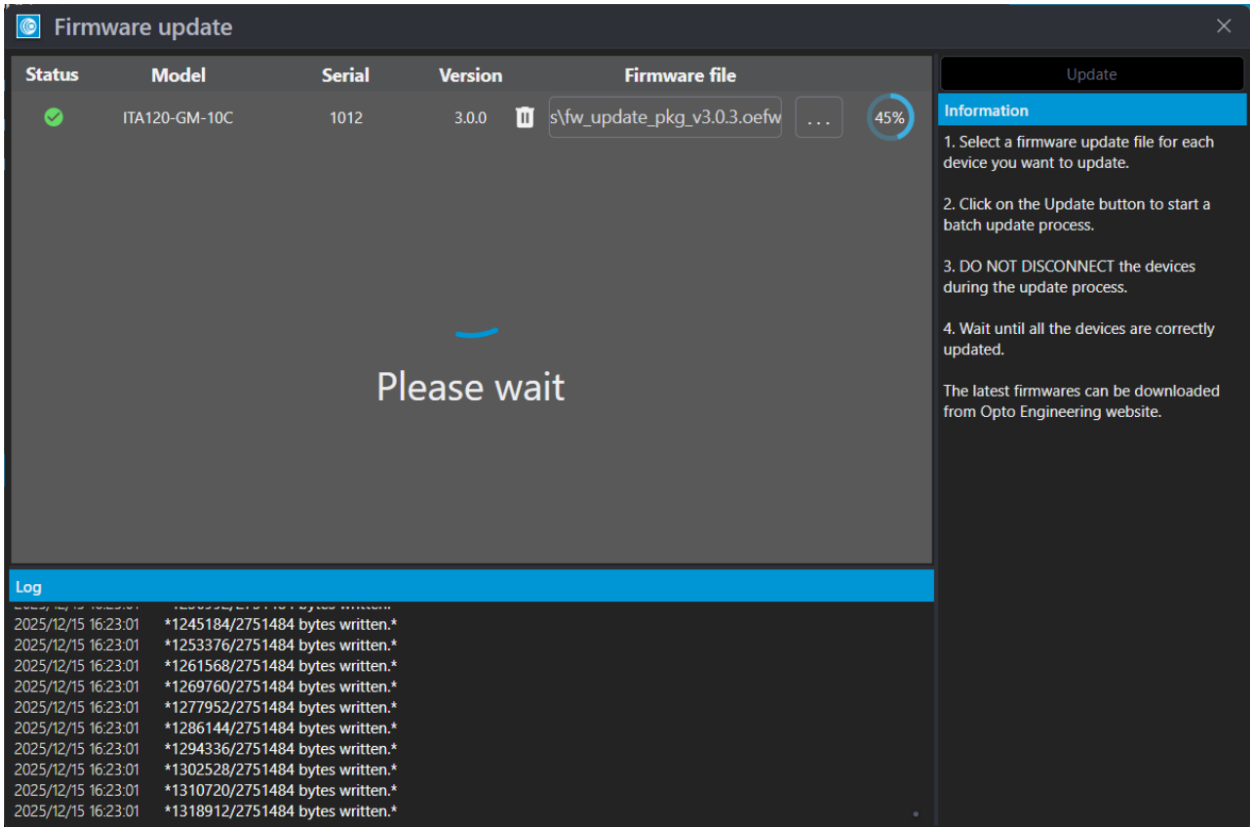 Firmware update
Status Model Serial Version Firmware file
ITA120-GM-10C 1012 3.0.0 s\fw_update_pkg_v3.0.3.oefw ... 45%
Please wait
Update
Information
1. Select a firmware update file for each
device you want to update.
2. Click on the Update button to start a
batch update process.
3. DO NOT DISCONNECT the devices
during the update process.
4. Wait until all the devices are correctly
updated.
The latest firmwares can be downloaded
from Opto Engineering website.
Log
2025/12/15 16:23:01 *1245184/2751484 bytes written.*
2025/12/15 16:23:01 *1253376/2751484 bytes written.*
2025/12/15 16:23:01 *1261568/2751484 bytes written.*
2025/12/15 16:23:01 *1269760/2751484 bytes written.*
2025/12/15 16:23:01 *1277952/2751484 bytes written.*
2025/12/15 16:23:01 *1286144/2751484 bytes written.*
2025/12/15 16:23:01 *1294336/2751484 bytes written.*
2025/12/15 16:23:01 *1302528/2751484 bytes written.*
2025/12/15 16:23:01 *1310720/2751484 bytes written.*
2025/12/15 16:23:01 *1318912/2751484 bytes written.*